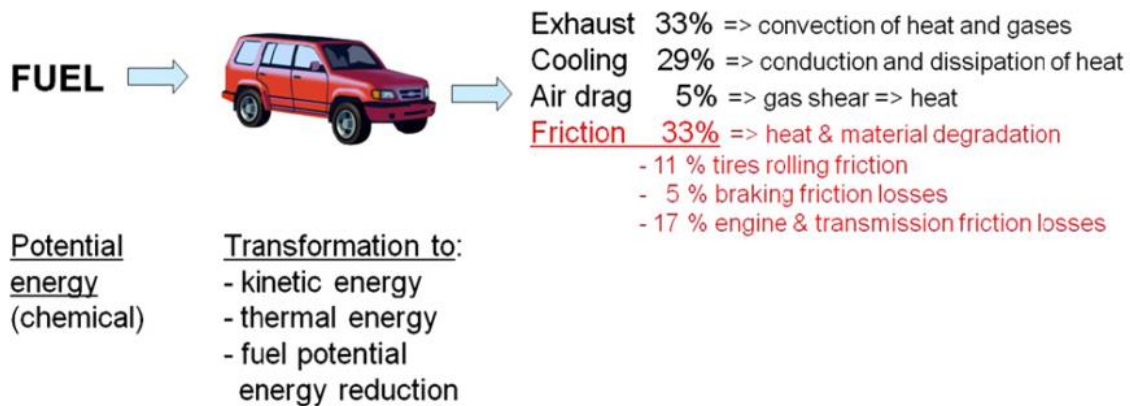 FUEL
Exhaust 33% => convection of heat and gases
Cooling 29% => conduction and dissipation of heat
Air drag 5% => gas shear => heat
Friction 33% => heat & material degradation
- 11 % tires rolling friction
- 5 % braking friction losses
- 17 % engine & transmission friction losses
Potential
energy
(chemical)
Transformation to:
- kinetic energy
- thermal energy
- fuel potential
energy reduction